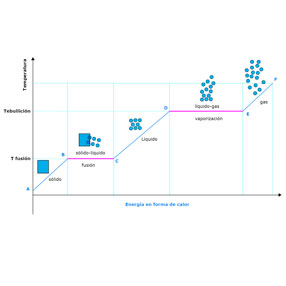 Temperatura
F
gas
líquido-gas
D
E
Tebullición
vaporización
Líquido
sólido-líquido
B
T fusión
C
fusión
sólido
A
Energía en forma de calor